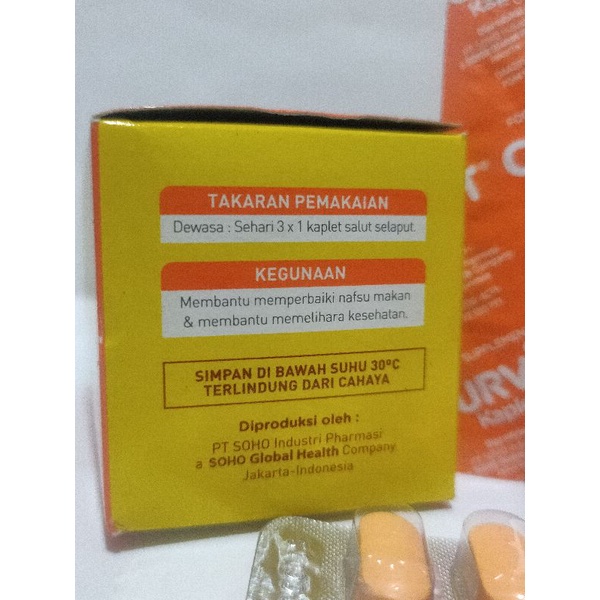 TAKARAN PEMAKAIAN
Dewasa : Sehari 3 x 1 kaplet salut selaput.
KEGUNAAN
Membantu memperbaiki nafsu makan
& membantu memelihara kesehatan.
SIMPAN DI BAWAH SUHU 30°C
TERLINDUNG DARI CAHAYA
Diproduksi oleh :
PT SOHO Industri Pharmasi
a SOHO Global Health Company
Jakarta-Indonesia